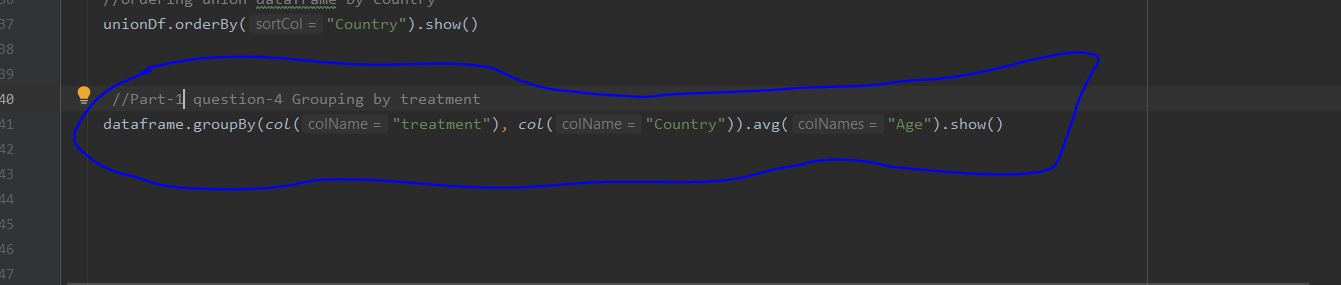 //ordering union dataframe by country
37 unionDf.orderBy( sortCol = "Country").show()
38
39
40 //Part-1 question-4 Grouping by treatment
41 dataframe.groupBy(col( colName = "treatment"), col( colName = "Country")).avg( colNames = "Age").show()
42
43
44
45
46
47